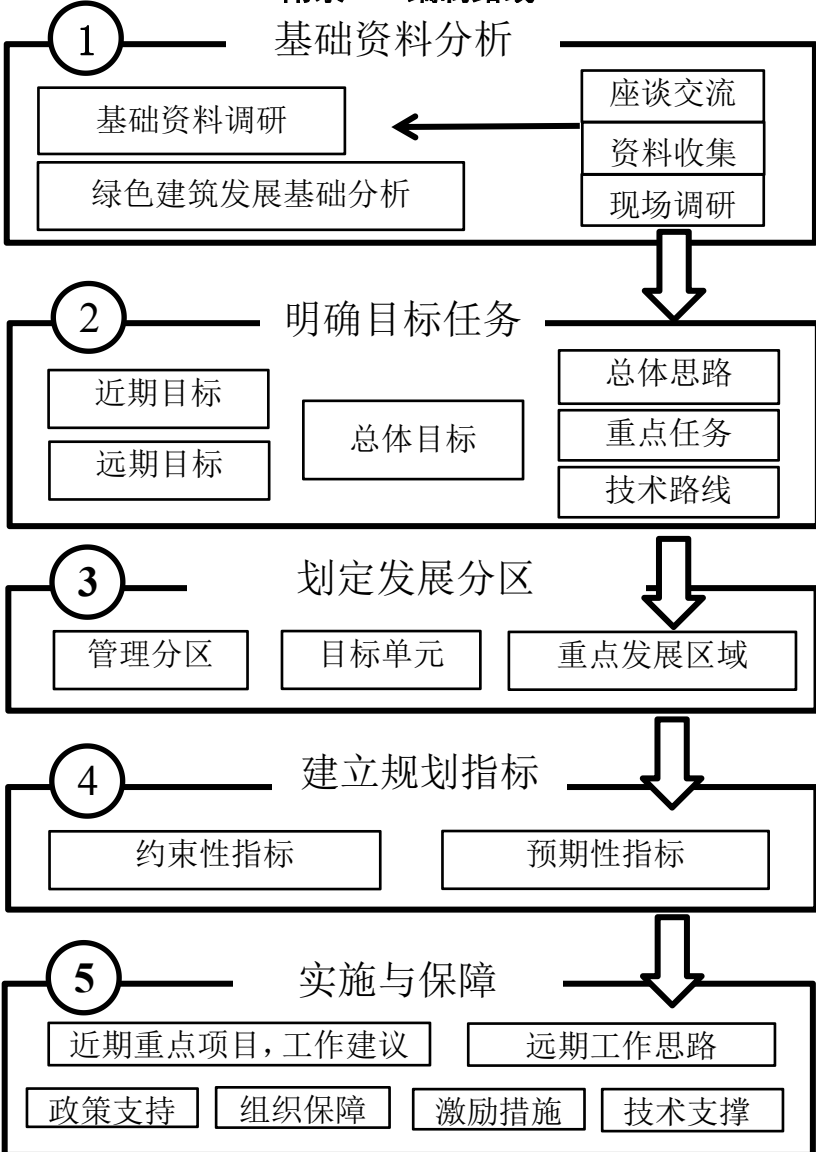 1
基础资料分析
基础资料调研
绿色建筑发展基础分析
座谈交流
资料收集
现场调研
2
明确目标任务
近期目标
远期目标
总体目标
总体思路
重点任务
技术路线
3
划定发展分区
管理分区
目标单元
重点发展区域
4
建立规划指标
约束性指标
预期性指标
5
实施与保障
近期重点项目，工作建议
远期工作思路
政策支持
组织保障
激励措施
技术支撑